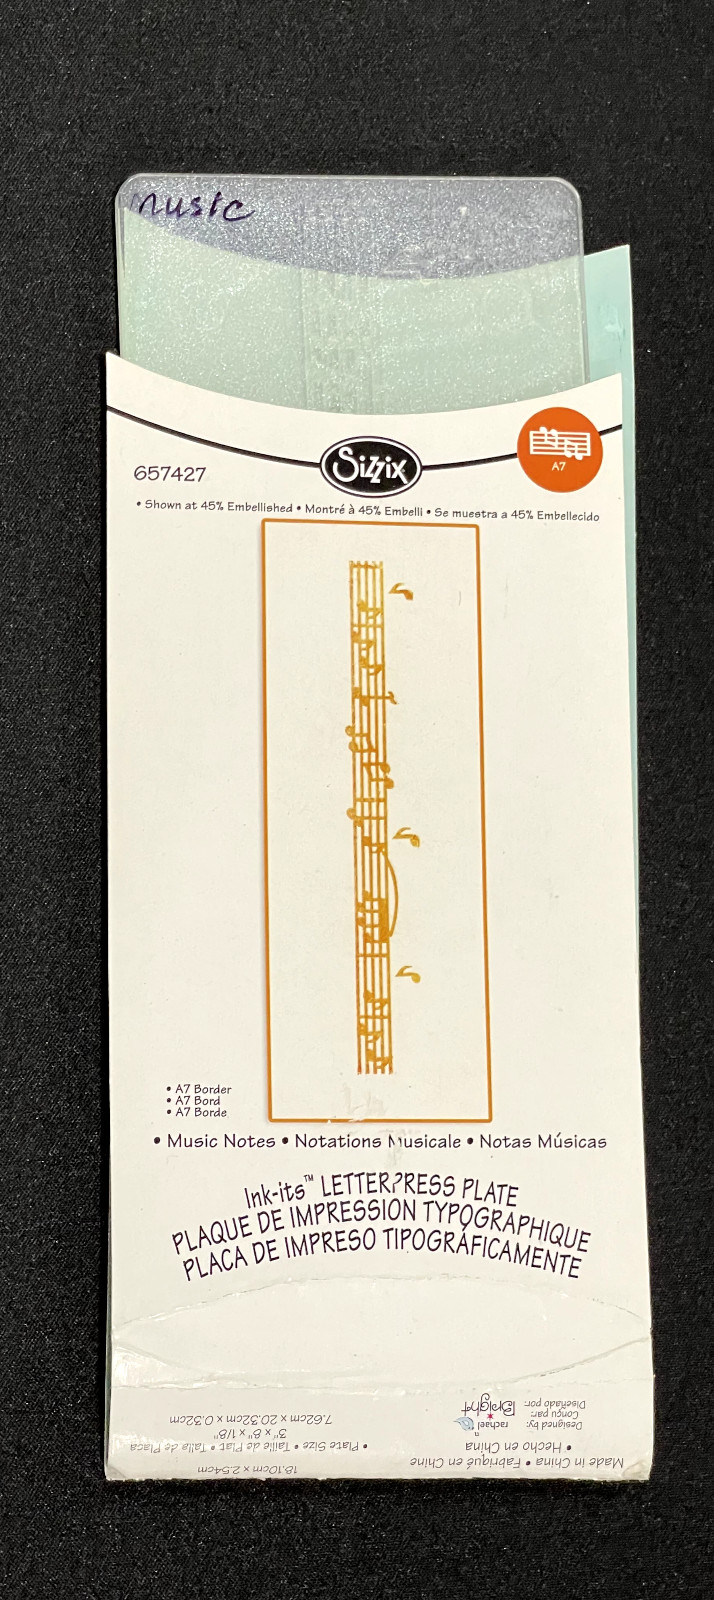 Music
Sizzix
A7
657427
• Shown at 45% Embellished • Montré à 45% Embelli • Se muestra a 45% Embellecido
• A7 Border
• A7 Bord
• A7 Borde
• Music Notes • Notations Musicale • Notas Músicas
Ink-its™ LETTERPRESS PLATE
PLAQUE DE IMPRESSION TYPOGRAPHIQUE
PLACA DE IMPRESO TIPOGRÁFICAMENTE
Made in China • Fabriqué en Chine
• Hecho en China
Designed by:
Conçu par:
Diseñado por:
rachael
Bright
18.10cm x 2.54cm
• Plate Size • Taille de Plat • Talla de Placa
3" x 8" x 1/8"
7.62cm x 20.32cm x 0.32cm